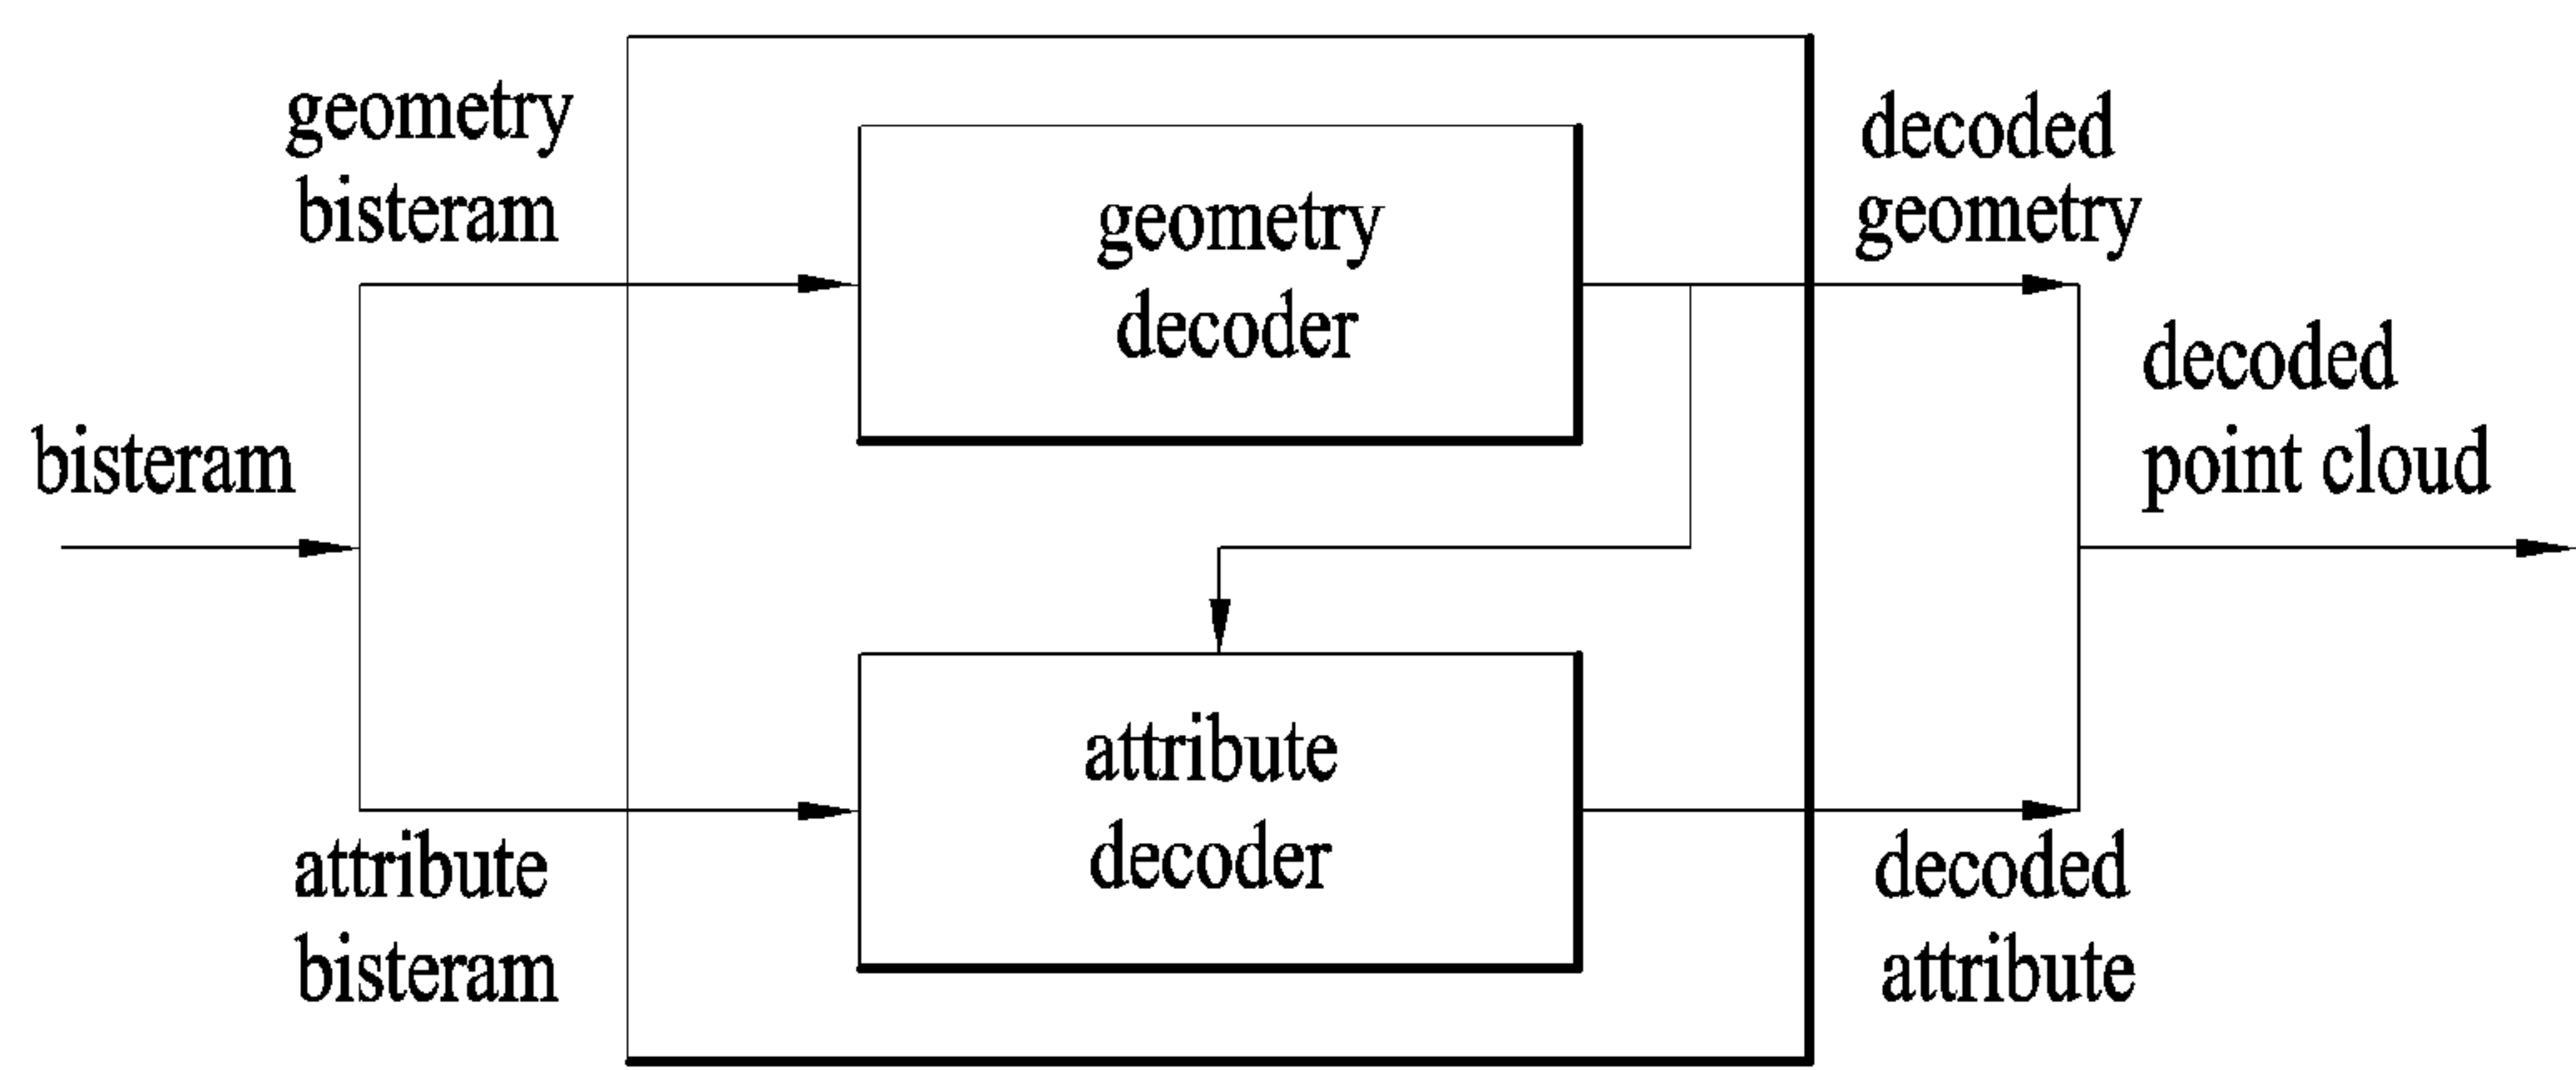 geometry
bisteram
bisteram
attribute
bisteram
geometry
decoder
attribute
decoder
decoded
geometry
decoded
point cloud
decoded
attribute